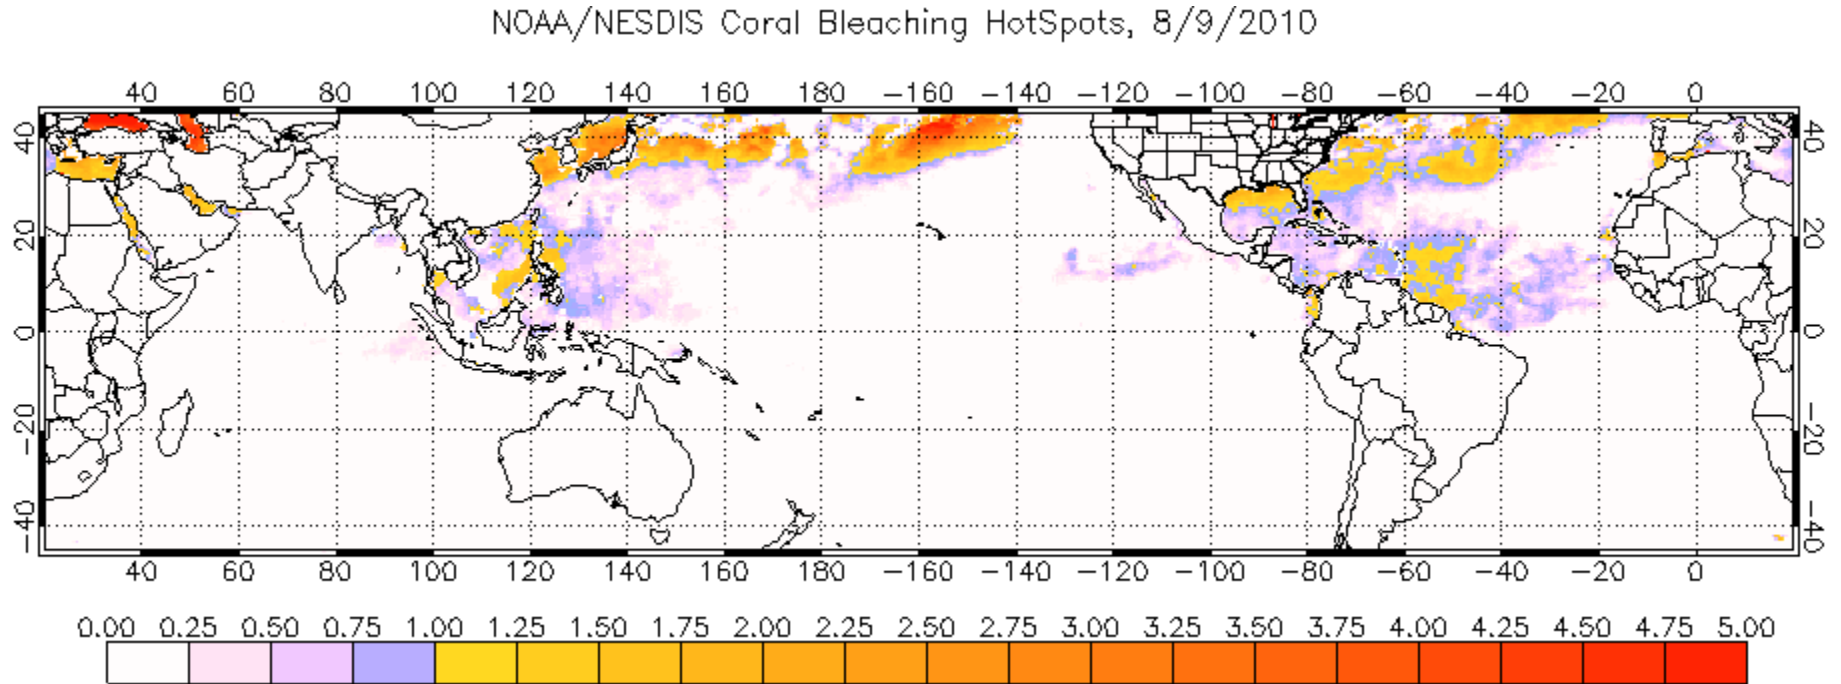 NOAA/NESDIS Coral Bleaching HotSpots, 8/9/2010
40 60 80 100 120 140 160 180 -160 -140 -120 -100 -80 -60 -40 -20 0
40 40
20 20
0 0
-20 -20
-40 -40
40 60 80 100 120 140 160 180 -160 -140 -120 -100 -80 -60 -40 -20 0
0.00 0.25 0.50 0.75 1.00 1.25 1.50 1.75 2.00 2.25 2.50 2.75 3.00 3.25 3.50 3.75 4.00 4.25 4.50 4.75 5.00